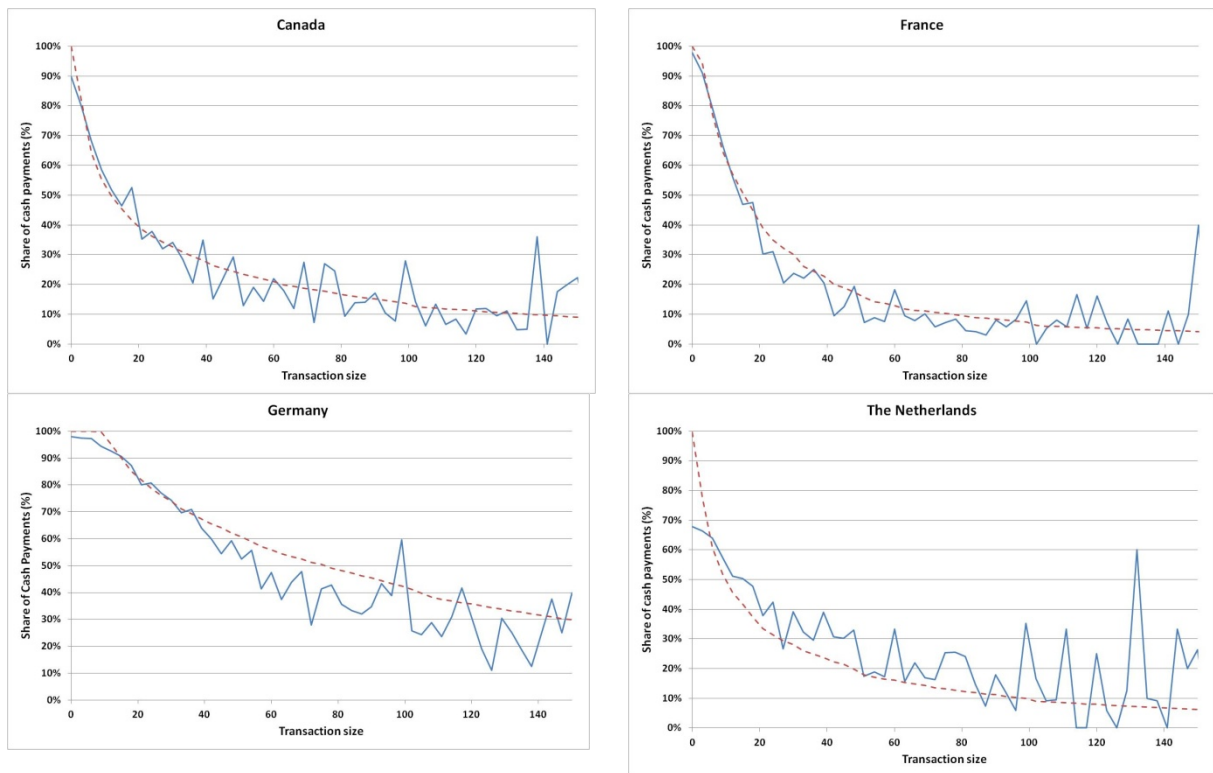 Canada
100%
90%
80%
70%
60%
50%
40%
30%
20%
10%
0%
Share of cash payments (%)
0 20 40 60 80 100 120 140
Transaction size
France
100%
90%
80%
70%
60%
50%
40%
30%
20%
10%
0%
Share of cash payments (%)
0 20 40 60 80 100 120 140
Transaction size
Germany
100%
90%
80%
70%
60%
50%
40%
30%
20%
10%
0%
Share of Cash Payments (%)
0 20 40 60 80 100 120 140
Transaction size
The Netherlands
100%
90%
80%
70%
60%
50%
40%
30%
20%
10%
0%
Share of cash payments (%)
0 20 40 60 80 100 120 140
Transaction size